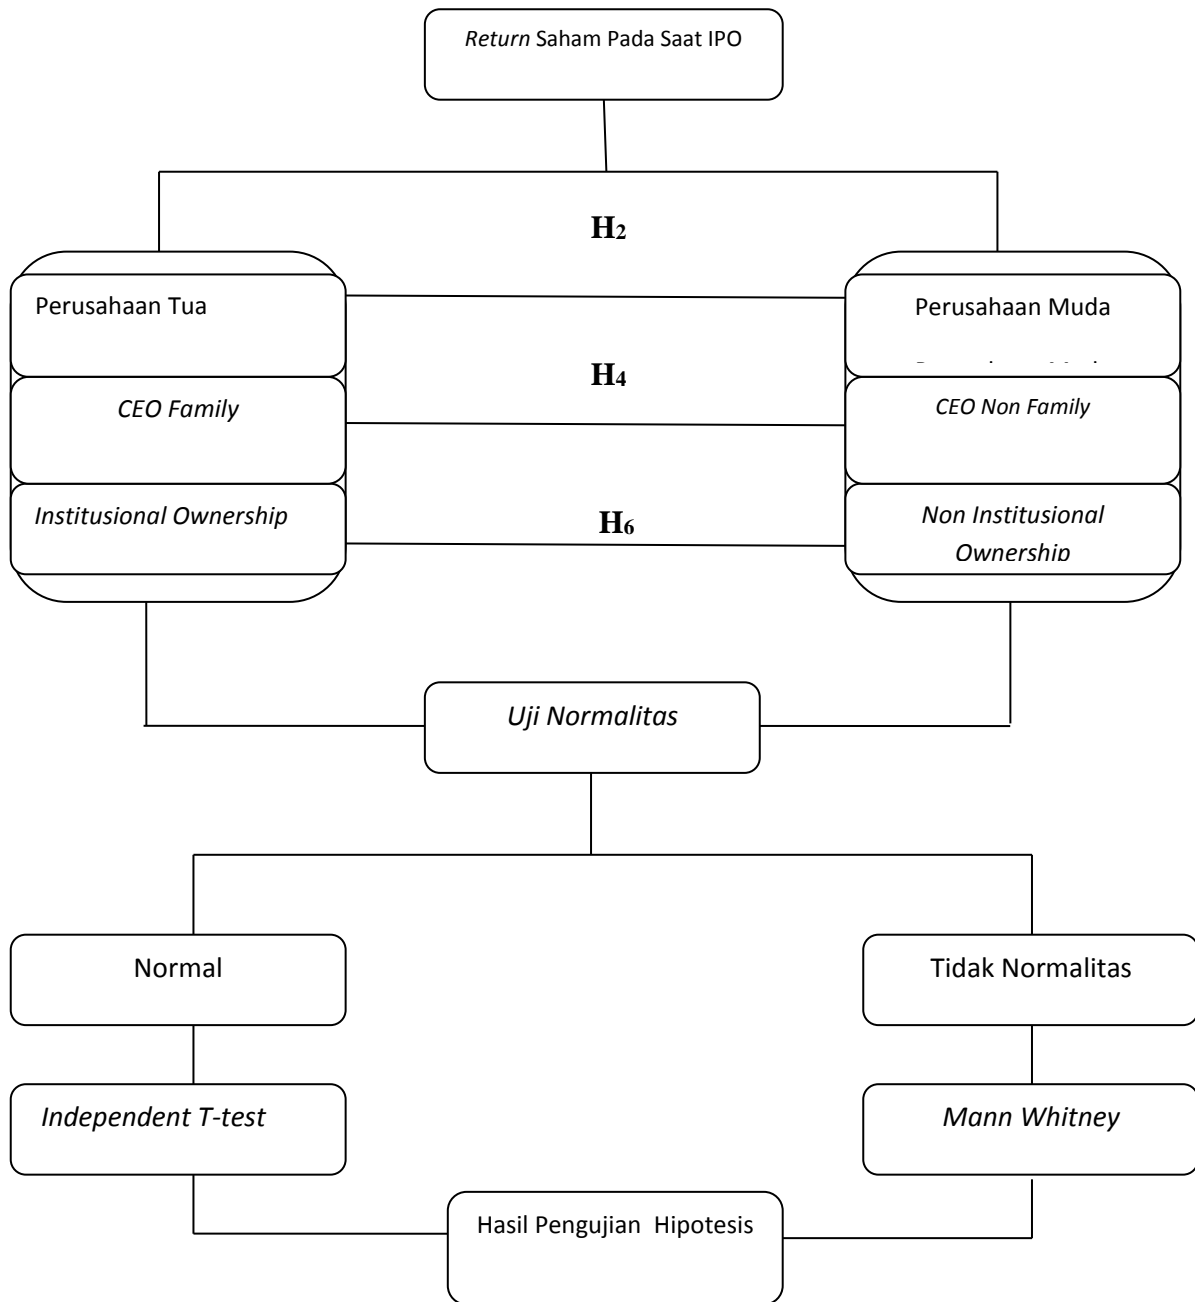 Return Saham Pada Saat IPO
H2
Perusahaan Tua
Perusahaan Muda
H4
CEO Family
CEO Non Family
Institusional Ownership
H6
Non Institusional
Ownership
Uji Normalitas
Normal
Tidak Normalitas
Independent T-test
Mann Whitney
Hasil Pengujian Hipotesis